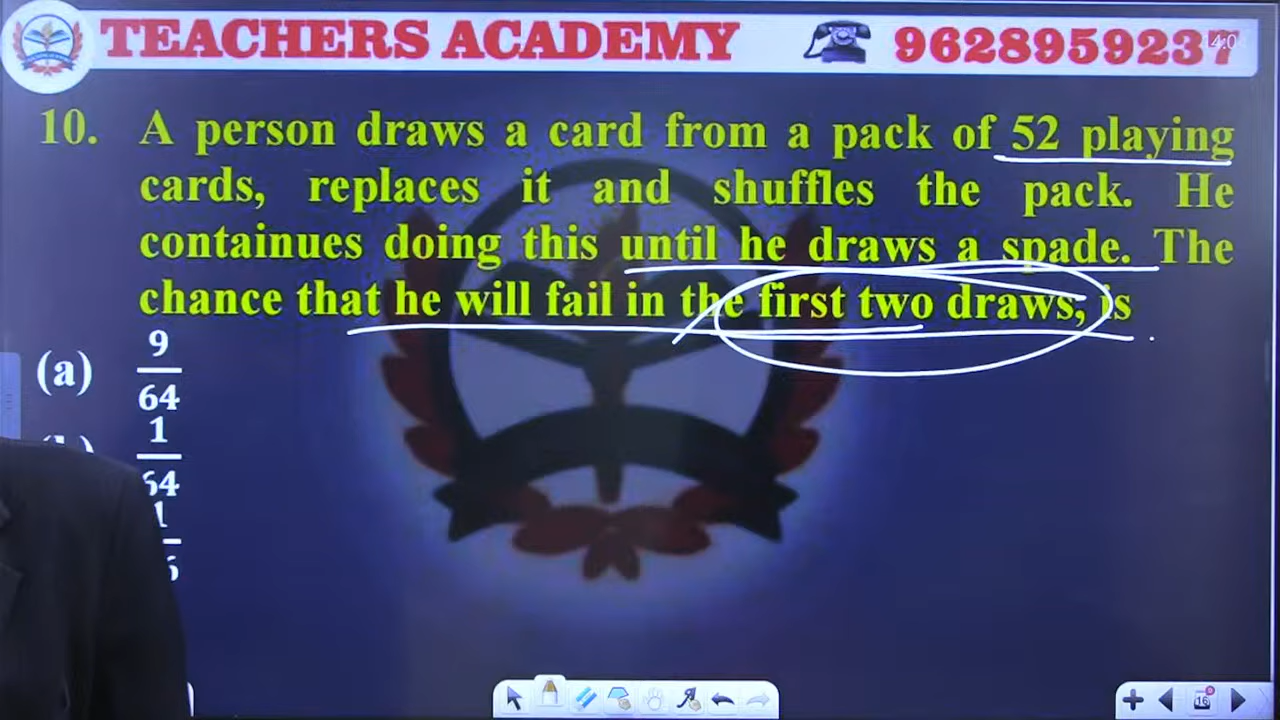 TEACHERS ACADEMY
9628959237
10. A person draws a card from a pack of 52 playing
cards, replaces it and shuffles the pack. He
containues doing this until he draws a spade. The
chance that he will fail in the first two draws, is
(a) 9/64
1/64
16